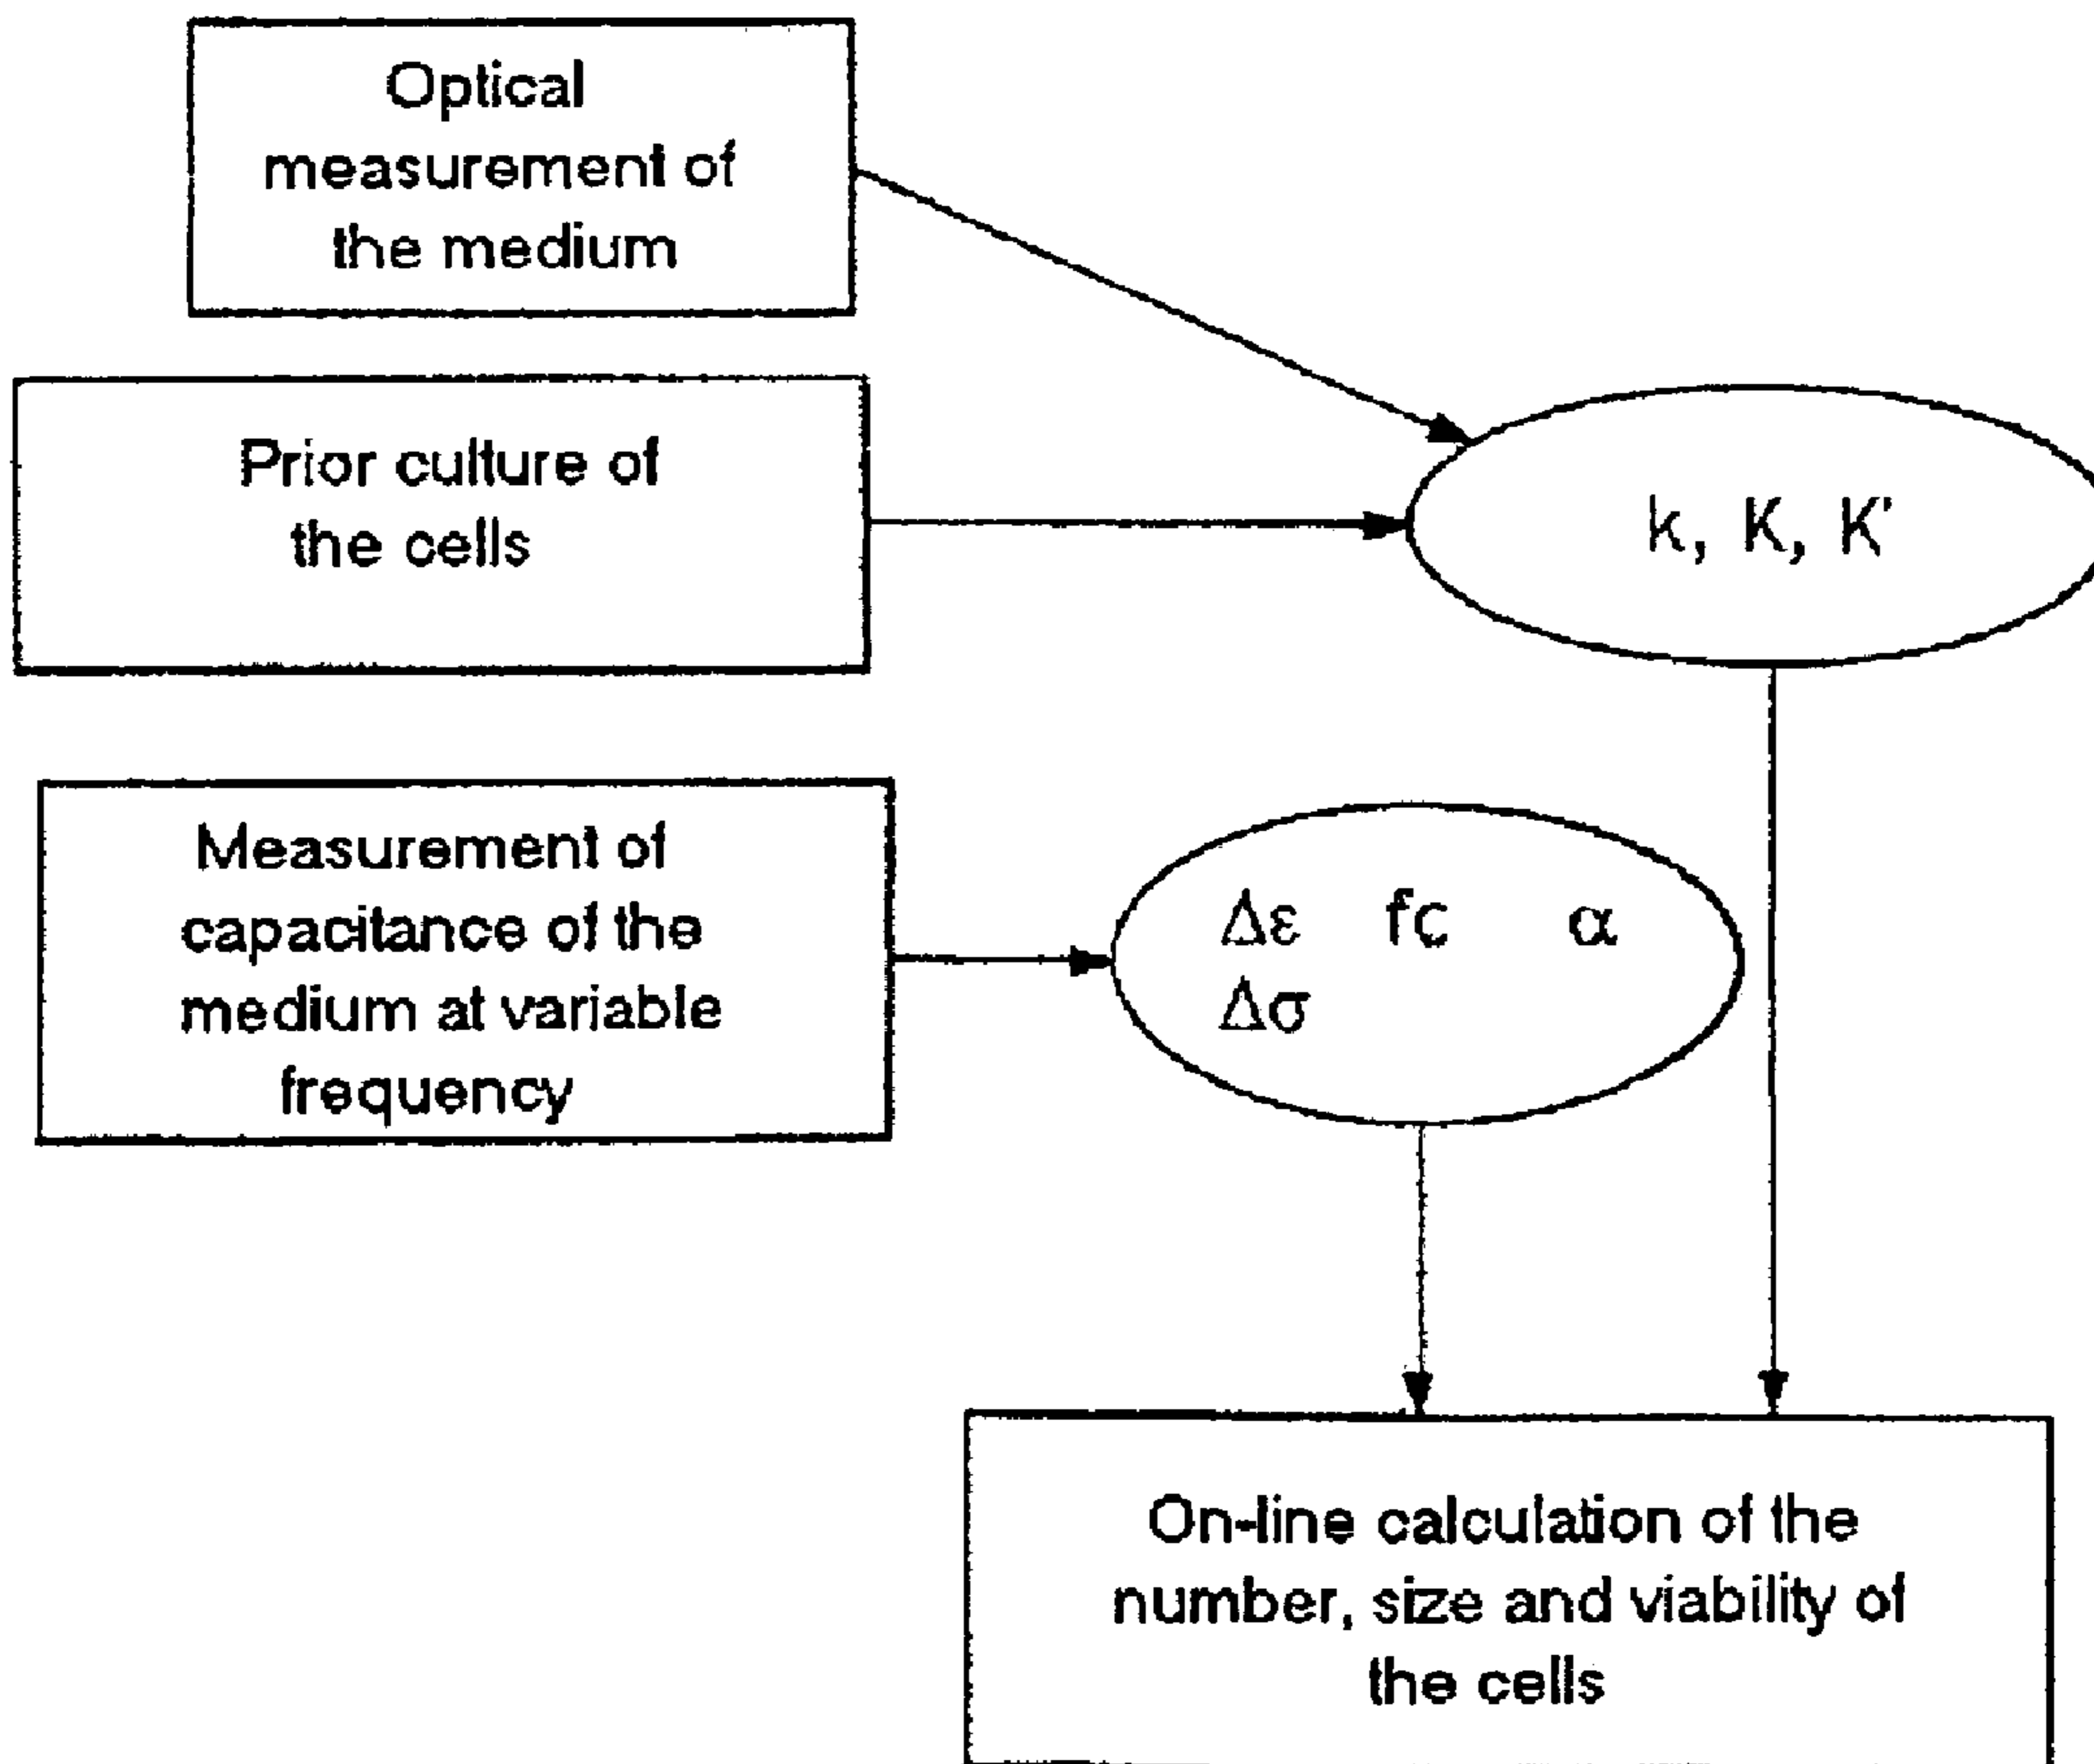 Optical
measurement of
the medium
Prior culture of
the cells
k, K, K'
Measurement of
capacitance of the
medium at variable
frequency
Δε fc α
Δσ
On-line calculation of the
number, size and viability of
the cells